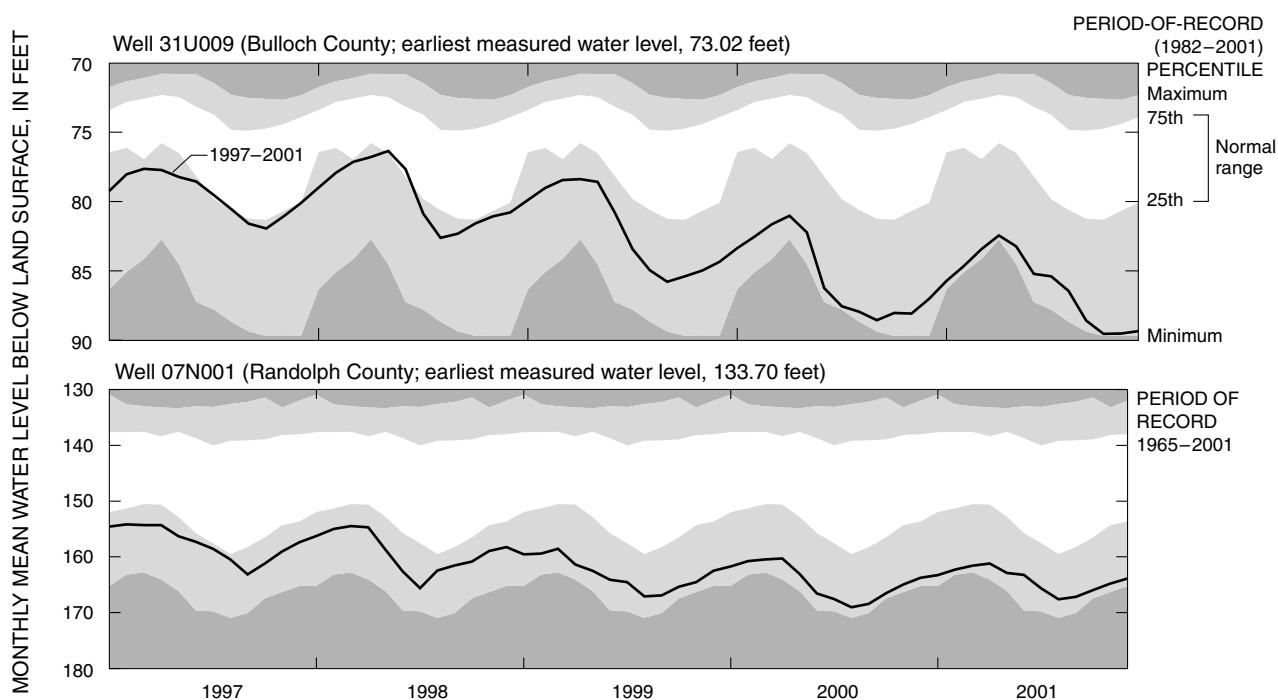 MONTHLY MEAN WATER LEVEL BELOW LAND SURFACE, IN FEET
Well 31U009 (Bulloch County; earliest measured water level, 73.02 feet)
PERIOD-OF-RECORD
(1982–2001)
PERCENTILE
Maximum
75th
Normal
range
25th
Minimum
70
75
80
85
90
1997–2001
Well 07N001 (Randolph County; earliest measured water level, 133.70 feet)
PERIOD OF
RECORD
1965–2001
130
140
150
160
170
180
1997 1998 1999 2000 2001